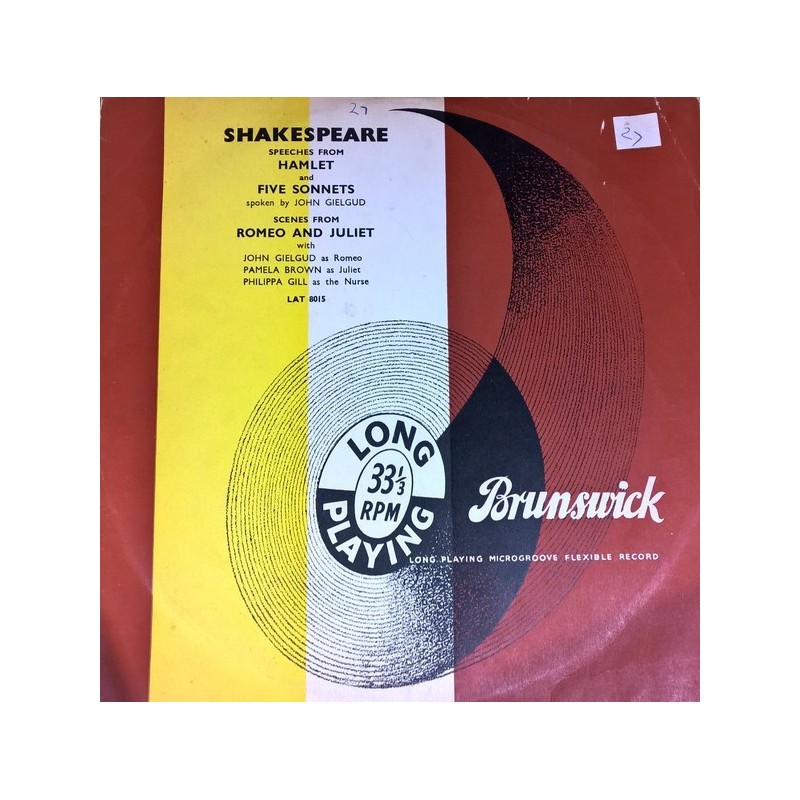 27
27
SHAKESPEARE
SPEECHES FROM
HAMLET
and
FIVE SONNETS
spoken by JOHN GIELGUD
SCENES FROM
ROMEO AND JULIET
with
JOHN GIELGUD as Romeo
PAMELA BROWN as Juliet
PHILIPPA GILL as the Nurse
LAT 8015
LONG
33 1/3
RPM
PLAYING
Brunswick
LONG PLAYING MICROGROOVE FLEXIBLE RECORD